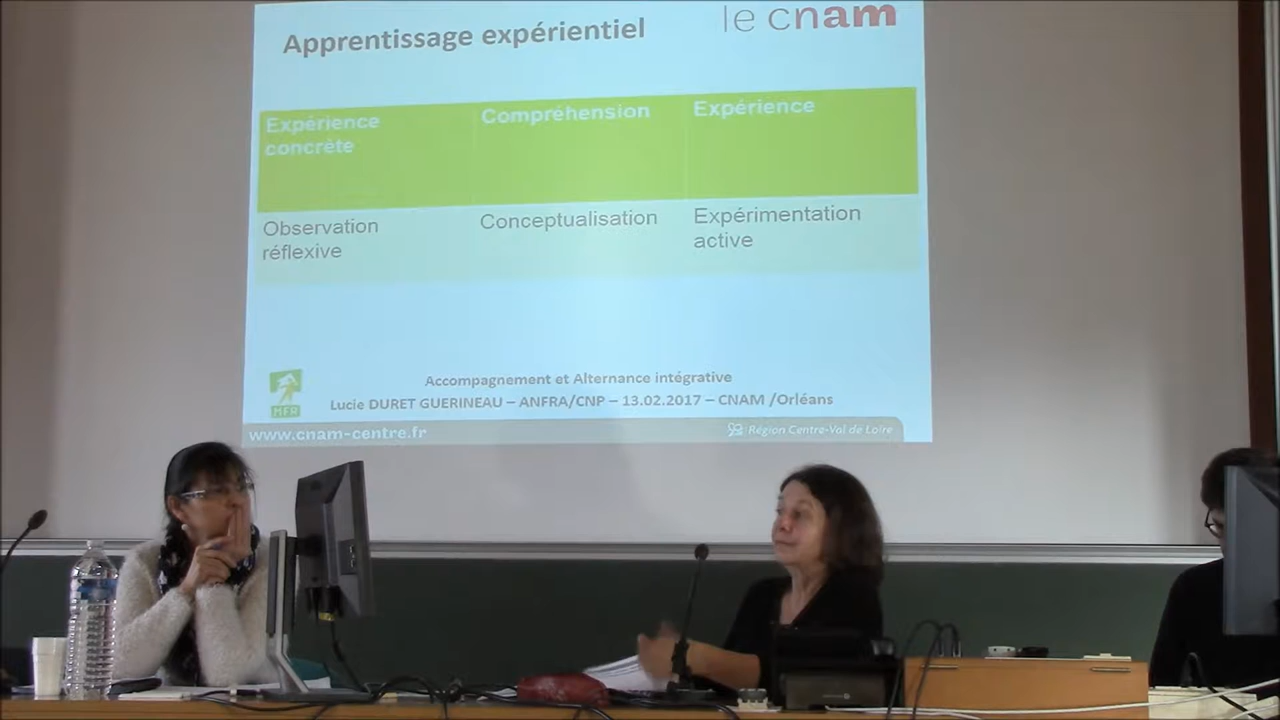 Apprentissage expérientiel
le cnam
Expérience
concrète
Compréhension
Expérience
Observation
réflexive
Conceptualisation
Expérimentation
active
MFR
Accompagnement et Alternance intégrative
Lucie DURET GUERINEAU – ANFRA/CNP – 13.02.2017 – CNAM /Orléans
www.cnam-centre.fr
Région Centre-Val de Loire